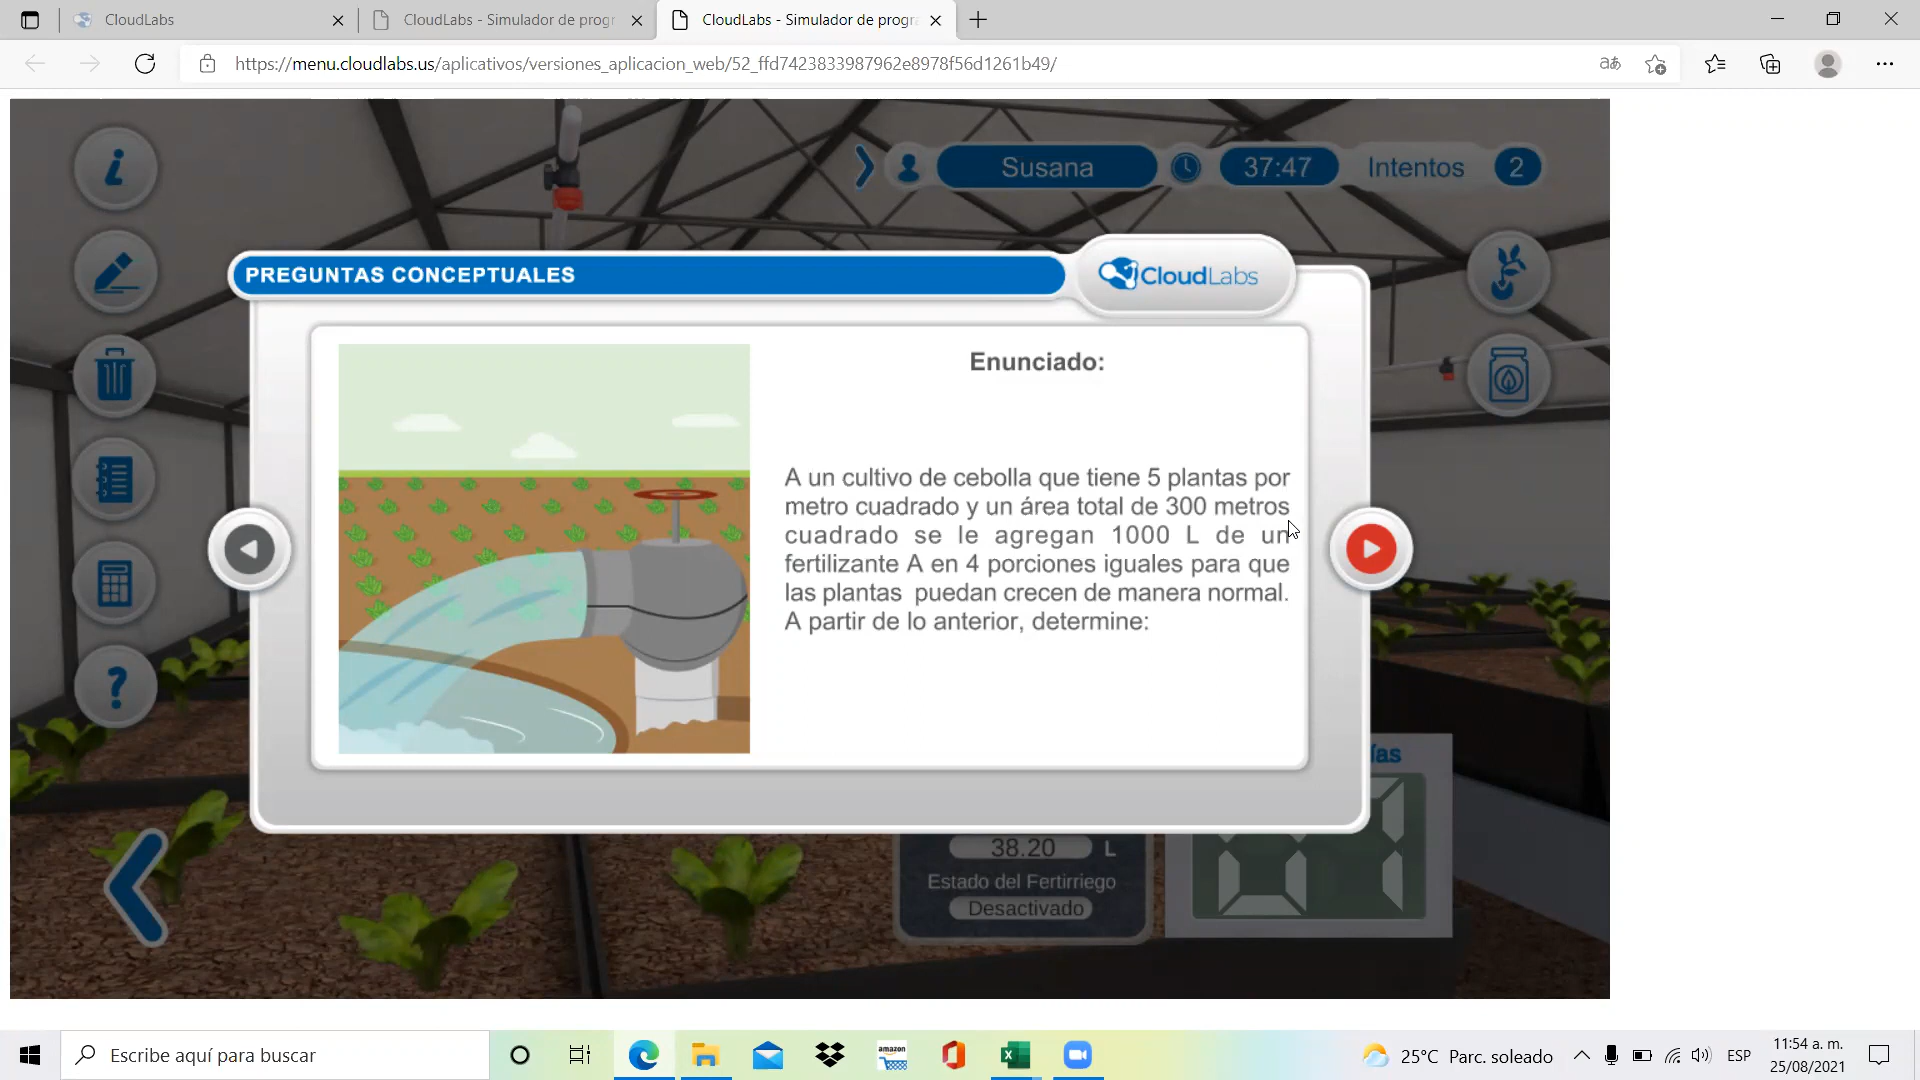 CloudLabs
CloudLabs - Simulador de progr
CloudLabs - Simulador de progra
https://menu.cloudlabs.us/aplicativos/versiones_aplicacion_web/52_ffd7423833987962e8978f56d1261b49/
Susana
37:47
Intentos
2
PREGUNTAS CONCEPTUALES
CloudLabs
Enunciado:
A un cultivo de cebolla que tiene 5 plantas por
metro cuadrado y un área total de 300 metros
cuadrado se le agregan 1000 L de un
fertilizante A en 4 porciones iguales para que
las plantas puedan crecen de manera normal.
A partir de lo anterior, determine:
ías
38.20 L
Estado del Fertirriego
Desactivado
Escribe aquí para buscar
amazon
25°C Parc. soleado
ESP
11:54 a. m.
25/08/2021